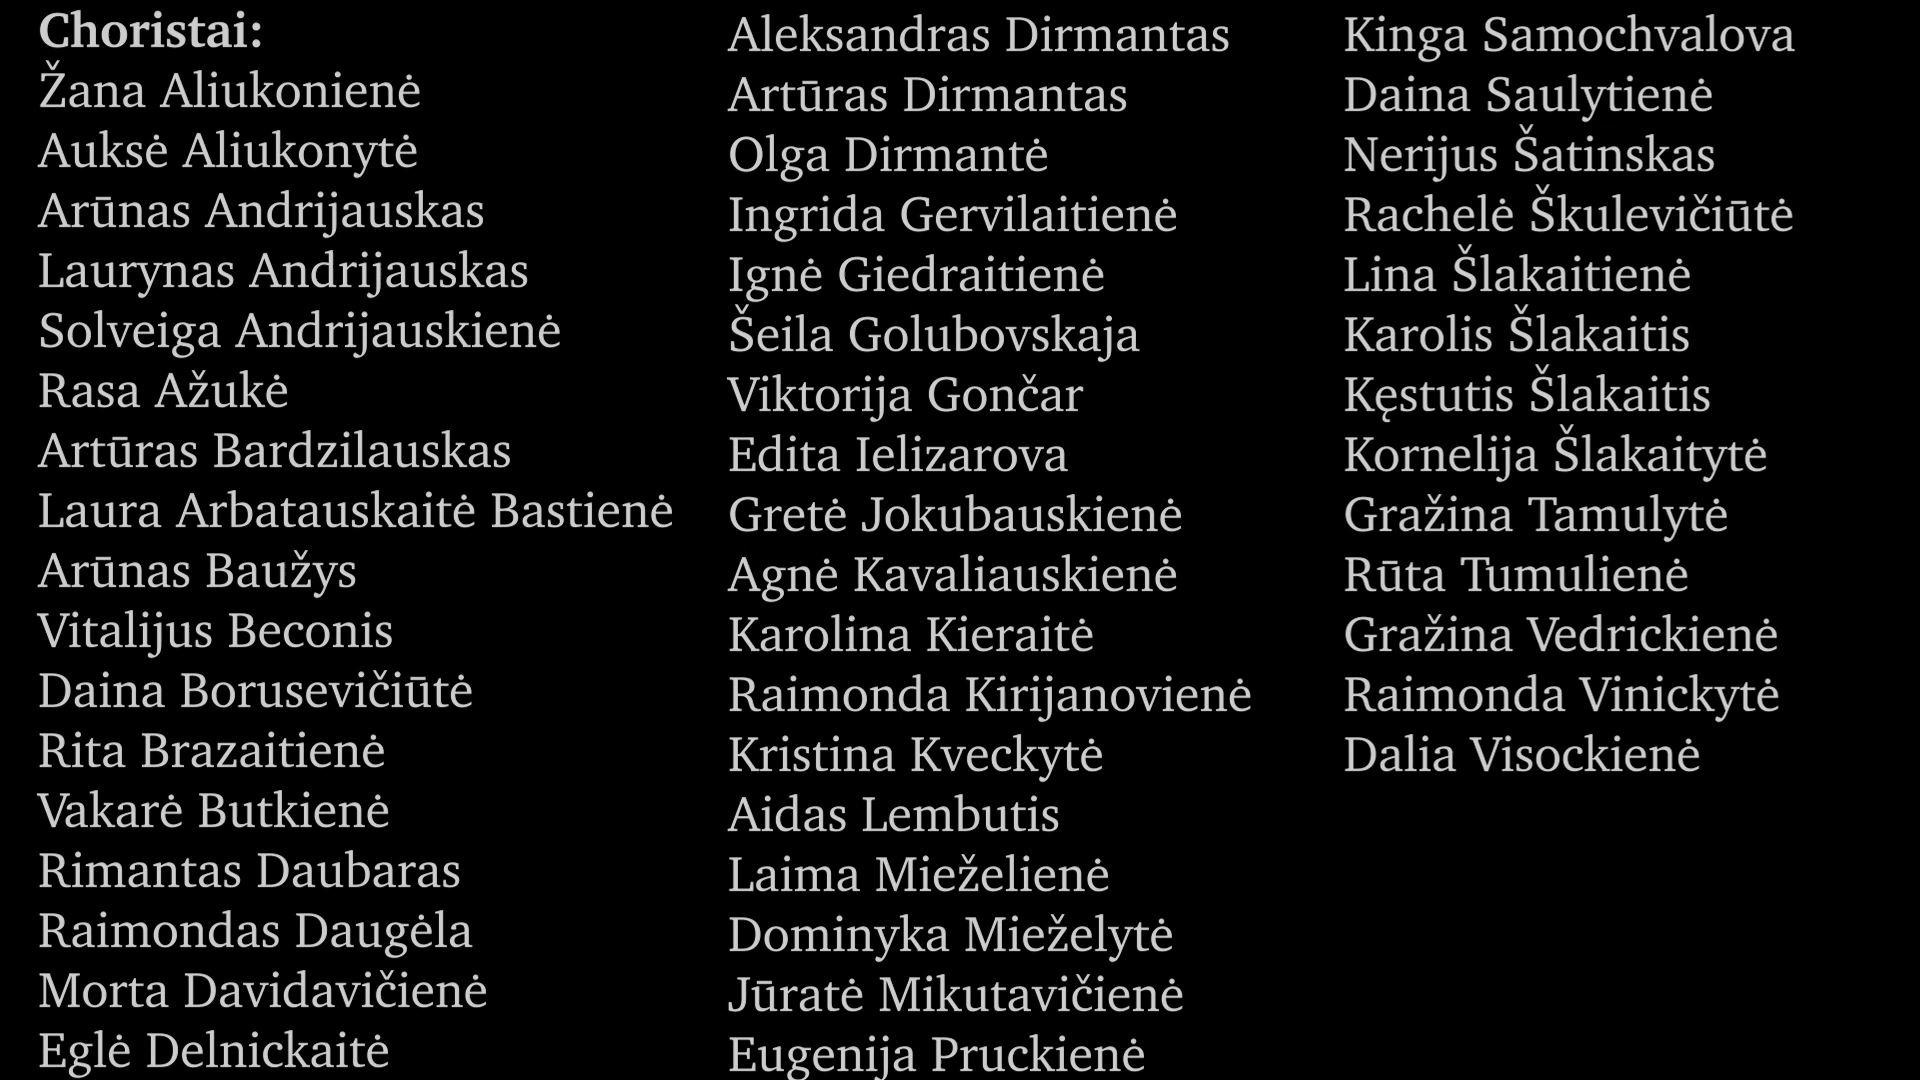 Choristai:
Žana Aliukonienė
Auksė Aliukonytė
Arūnas Andrijauskas
Laurynas Andrijauskas
Solveiga Andrijauskienė
Rasa Ažukė
Artūras Bardzilauskas
Laura Arbatauskaitė Bastienė
Arūnas Baužys
Vitalijus Beconis
Daina Borusevičiūtė
Rita Brazaitienė
Vakarė Butkienė
Rimantas Daubaras
Raimondas Daugėla
Morta Davidavičienė
Eglė Delnickaitė
Aleksandras Dirmantas
Artūras Dirmantas
Olga Dirmantė
Ingrida Gervilaitienė
Ignė Giedraitienė
Šeila Golubovskaja
Viktorija Gončar
Edita Ielizarova
Gretė Jokubauskienė
Agnė Kavaliauskienė
Karolina Kieraitė
Raimonda Kirijanovienė
Kristina Kveckytė
Aidas Lembutis
Laima Mieželienė
Dominyka Mieželytė
Jūratė Mikutavičienė
Eugenija Pruckienė
Kinga Samochvalova
Daina Saulytienė
Nerijus Šatinskas
Rachelė Škulevičiūtė
Lina Šlakaitienė
Karolis Šlakaitis
Kęstutis Šlakaitis
Kornelija Šlakaitytė
Gražina Tamulytė
Rūta Tumulienė
Gražina Vedrickienė
Raimonda Vinickytė
Dalia Visockienė